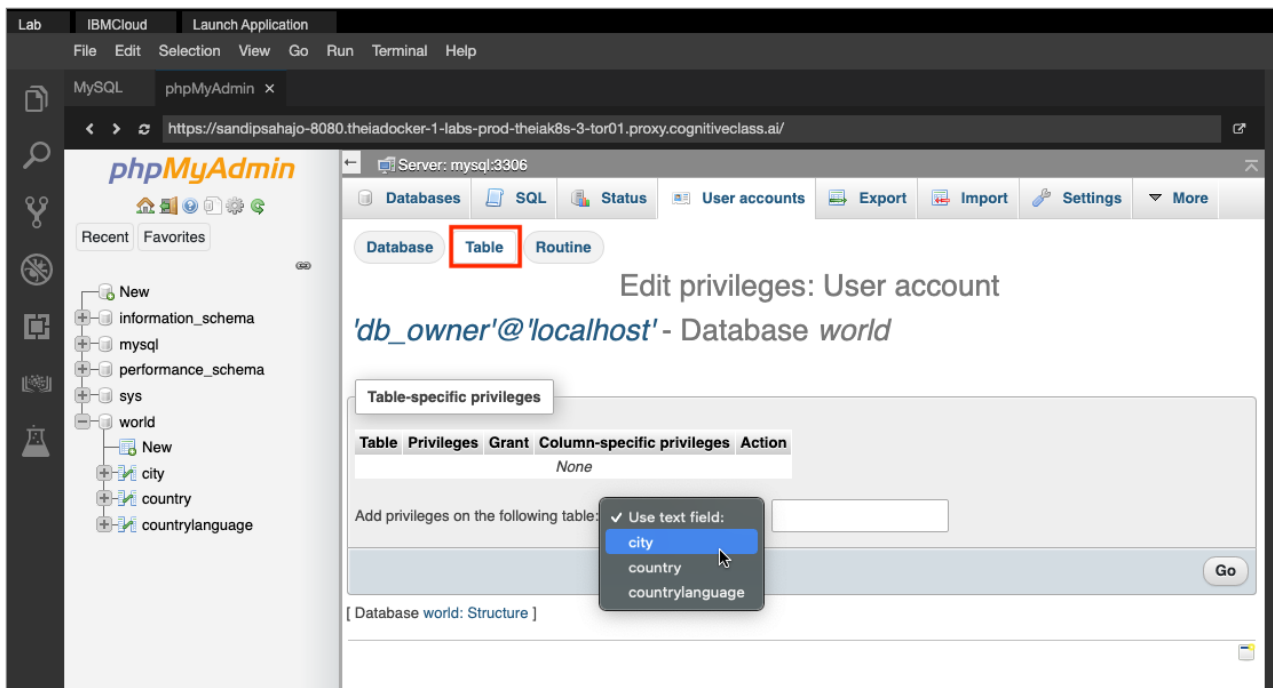 Lab IBMCloud Launch Application
File Edit Selection View Go Run Terminal Help
MySQL phpMyAdmin ×
https://sandipsahajo-8080.theiadocker-1-labs-prod-theiak8s-3-tor01.proxy.cognitiveclass.ai/
phpMyAdmin
Recent Favorites
New
information_schema
mysql
performance_schema
sys
world
New
city
country
countrylanguage
Server: mysql:3306
Databases SQL Status User accounts Export Import Settings More
Database Table Routine
Edit privileges: User account
'db_owner'@'localhost' - Database world
Table-specific privileges
Table Privileges Grant Column-specific privileges Action
None
Add privileges on the following table: ✓ Use text field:
city
country
countrylanguage
Go
[ Database world: Structure ]